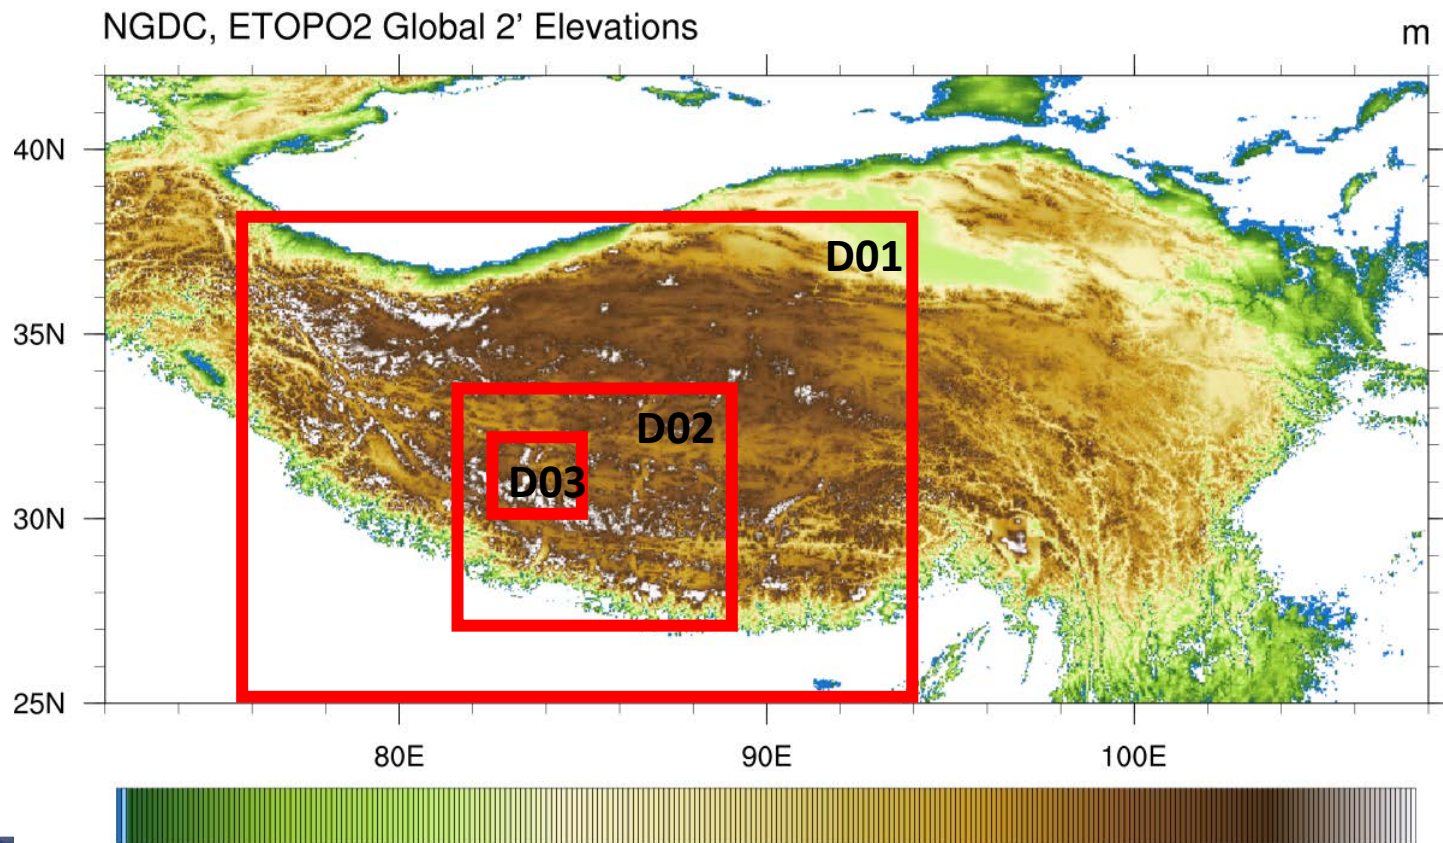 NGDC, ETOPO2 Global 2' Elevations
m
40N
D01
35N
D02
D03
30N
25N
80E
90E
100E